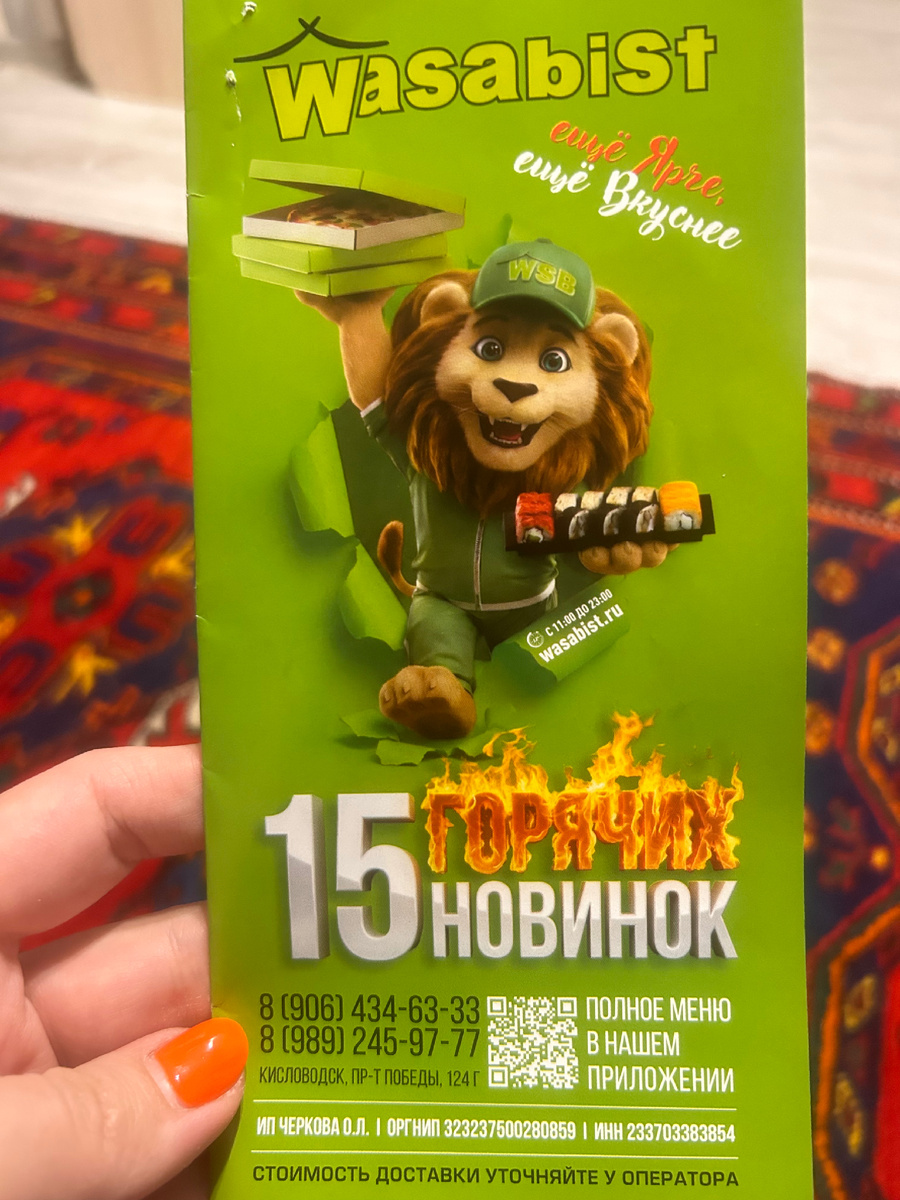 Wasabist
ещё Ярче,
ещё Вкуснее
WSB
С 11:00 ДО 23:00
wasabist.ru
15 ГОРЯЧИХ
НОВИНОК
8 (906) 434-63-33
8 (989) 245-97-77
КИСЛОВОДСК, ПР-Т ПОБЕДЫ, 124 Г
ПОЛНОЕ МЕНЮ
В НАШЕМ
ПРИЛОЖЕНИИ
ИП ЧЕРКОВА О.Л. | ОРГНИП 323237500280859 | ИНН 233703383854
СТОИМОСТЬ ДОСТАВКИ УТОЧНЯЙТЕ У ОПЕРАТОРА